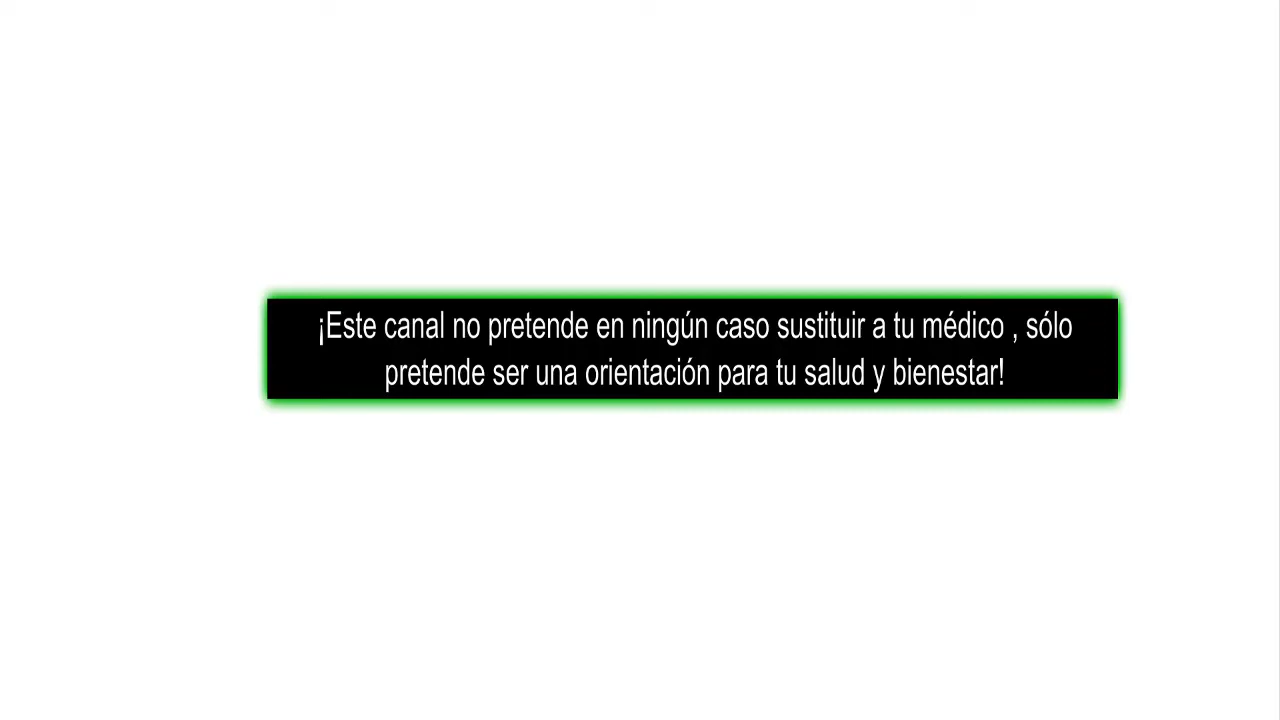 ¡Este canal no pretende en ningún caso sustituir a tu médico , sólo
pretende ser una orientación para tu salud y bienestar!